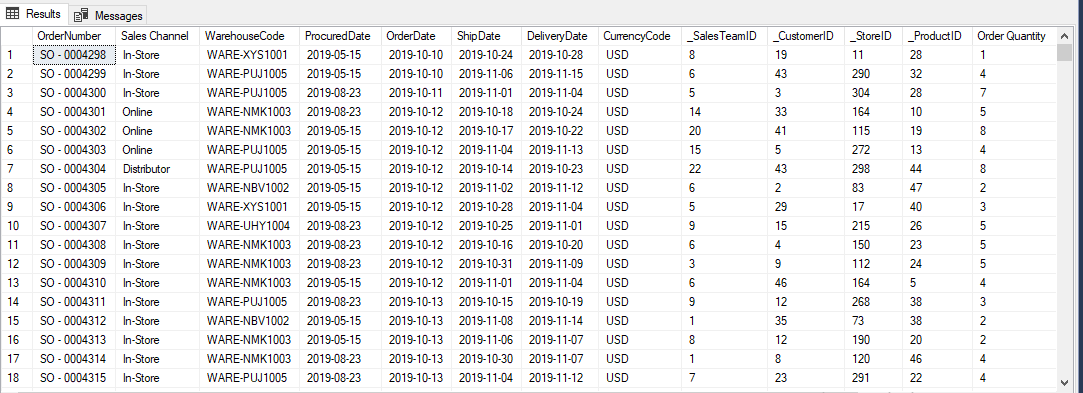 Results Messages
OrderNumber Sales Channel WarehouseCode ProcuredDate OrderDate ShipDate DeliveryDate CurrencyCode _SalesTeamID _CustomerID _StoreID _ProductID Order Quantity
1 SO - 0004298 In-Store WARE-XYS1001 2019-05-15 2019-10-10 2019-10-24 2019-10-28 USD 8 19 11 28 1
2 SO - 0004299 In-Store WARE-PUJ1005 2019-05-15 2019-10-10 2019-11-06 2019-11-15 USD 6 43 290 32 4
3 SO - 0004300 In-Store WARE-PUJ1005 2019-08-23 2019-10-11 2019-11-01 2019-11-04 USD 5 3 304 28 7
4 SO - 0004301 Online WARE-NMK1003 2019-08-23 2019-10-12 2019-10-18 2019-10-24 USD 14 33 164 10 5
5 SO - 0004302 Online WARE-NMK1003 2019-05-15 2019-10-12 2019-10-17 2019-10-22 USD 20 41 115 19 8
6 SO - 0004303 Online WARE-PUJ1005 2019-05-15 2019-10-12 2019-11-04 2019-11-13 USD 15 5 272 13 4
7 SO - 0004304 Distributor WARE-PUJ1005 2019-05-15 2019-10-12 2019-10-14 2019-10-23 USD 22 43 298 44 8
8 SO - 0004305 In-Store WARE-NBV1002 2019-05-15 2019-10-12 2019-11-02 2019-11-12 USD 6 2 83 47 2
9 SO - 0004306 In-Store WARE-XYS1001 2019-05-15 2019-10-12 2019-10-28 2019-11-04 USD 5 29 17 40 3
10 SO - 0004307 In-Store WARE-UHY1004 2019-08-23 2019-10-12 2019-10-25 2019-11-01 USD 9 15 215 26 5
11 SO - 0004308 In-Store WARE-NMK1003 2019-08-23 2019-10-12 2019-10-16 2019-10-20 USD 6 4 150 23 5
12 SO - 0004309 In-Store WARE-NMK1003 2019-08-23 2019-10-12 2019-10-31 2019-11-09 USD 3 9 112 24 5
13 SO - 0004310 In-Store WARE-NMK1003 2019-05-15 2019-10-12 2019-11-01 2019-11-04 USD 6 46 164 5 4
14 SO - 0004311 In-Store WARE-PUJ1005 2019-08-23 2019-10-13 2019-10-15 2019-10-19 USD 9 12 268 38 3
15 SO - 0004312 In-Store WARE-NBV1002 2019-05-15 2019-10-13 2019-11-08 2019-11-14 USD 1 35 73 38 2
16 SO - 0004313 In-Store WARE-NMK1003 2019-05-15 2019-10-13 2019-11-06 2019-11-07 USD 8 12 190 20 2
17 SO - 0004314 In-Store WARE-NMK1003 2019-08-23 2019-10-13 2019-10-30 2019-11-07 USD 1 8 120 46 4
18 SO - 0004315 In-Store WARE-PUJ1005 2019-08-23 2019-10-13 2019-11-04 2019-11-12 USD 7 23 291 22 4